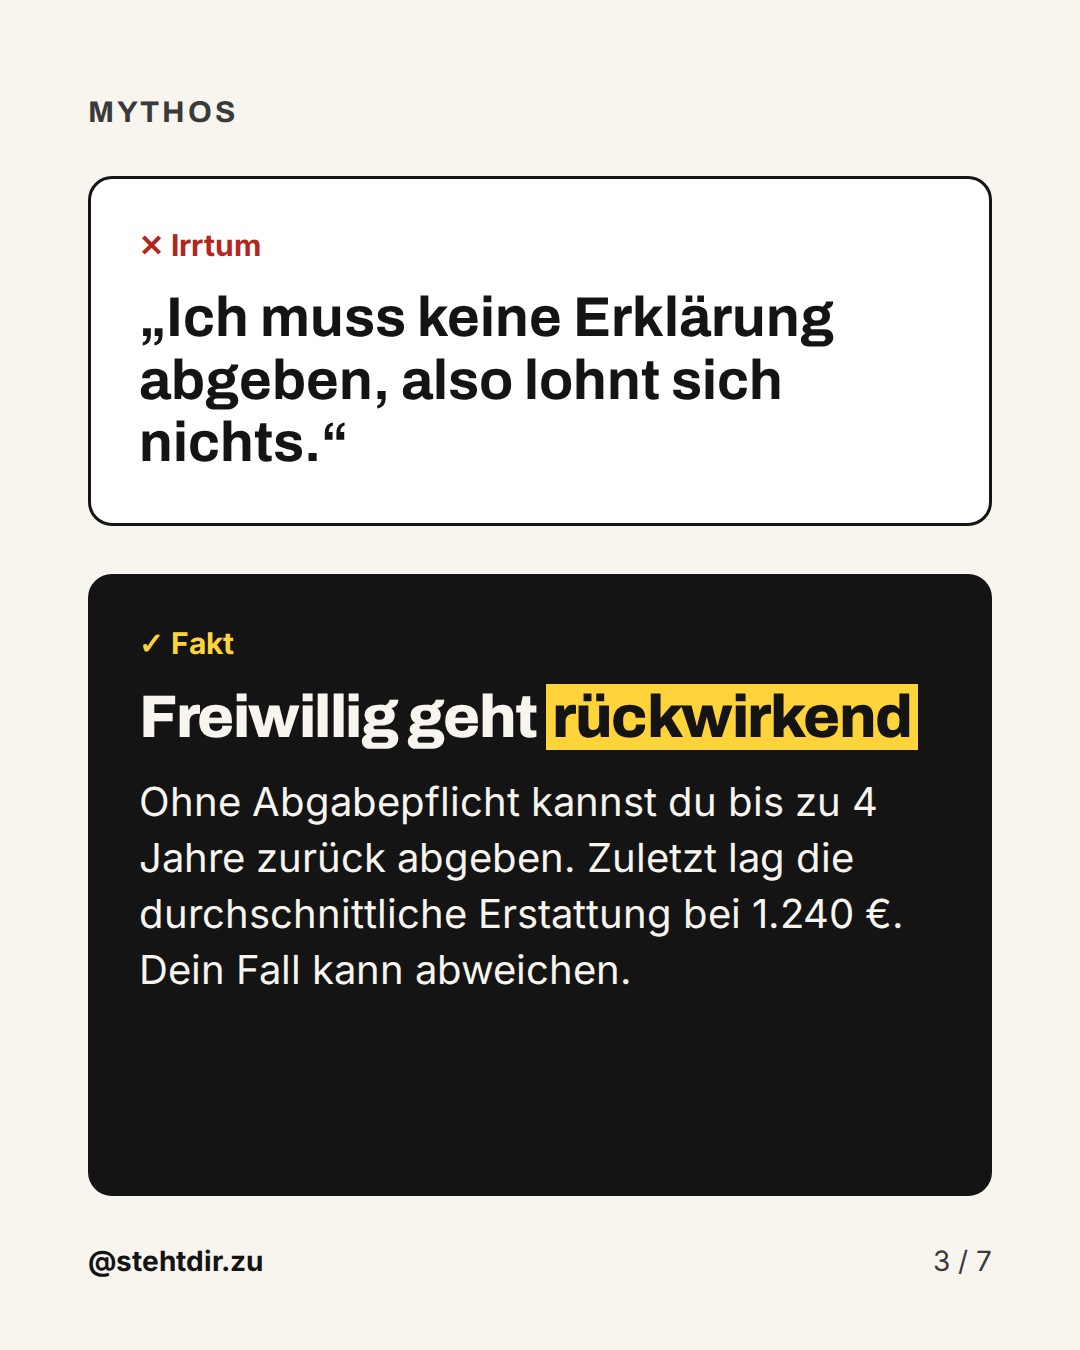 MYTHOS
✕ Irrtum
„Ich muss keine Erklärung
abgeben, also lohnt sich
nichts.“
✓ Fakt
Freiwillig geht rückwirkend
Ohne Abgabepflicht kannst du bis zu 4
Jahre zurück abgeben. Zuletzt lag die
durchschnittliche Erstattung bei 1.240 €.
Dein Fall kann abweichen.
@stehtdir.zu
3 / 7